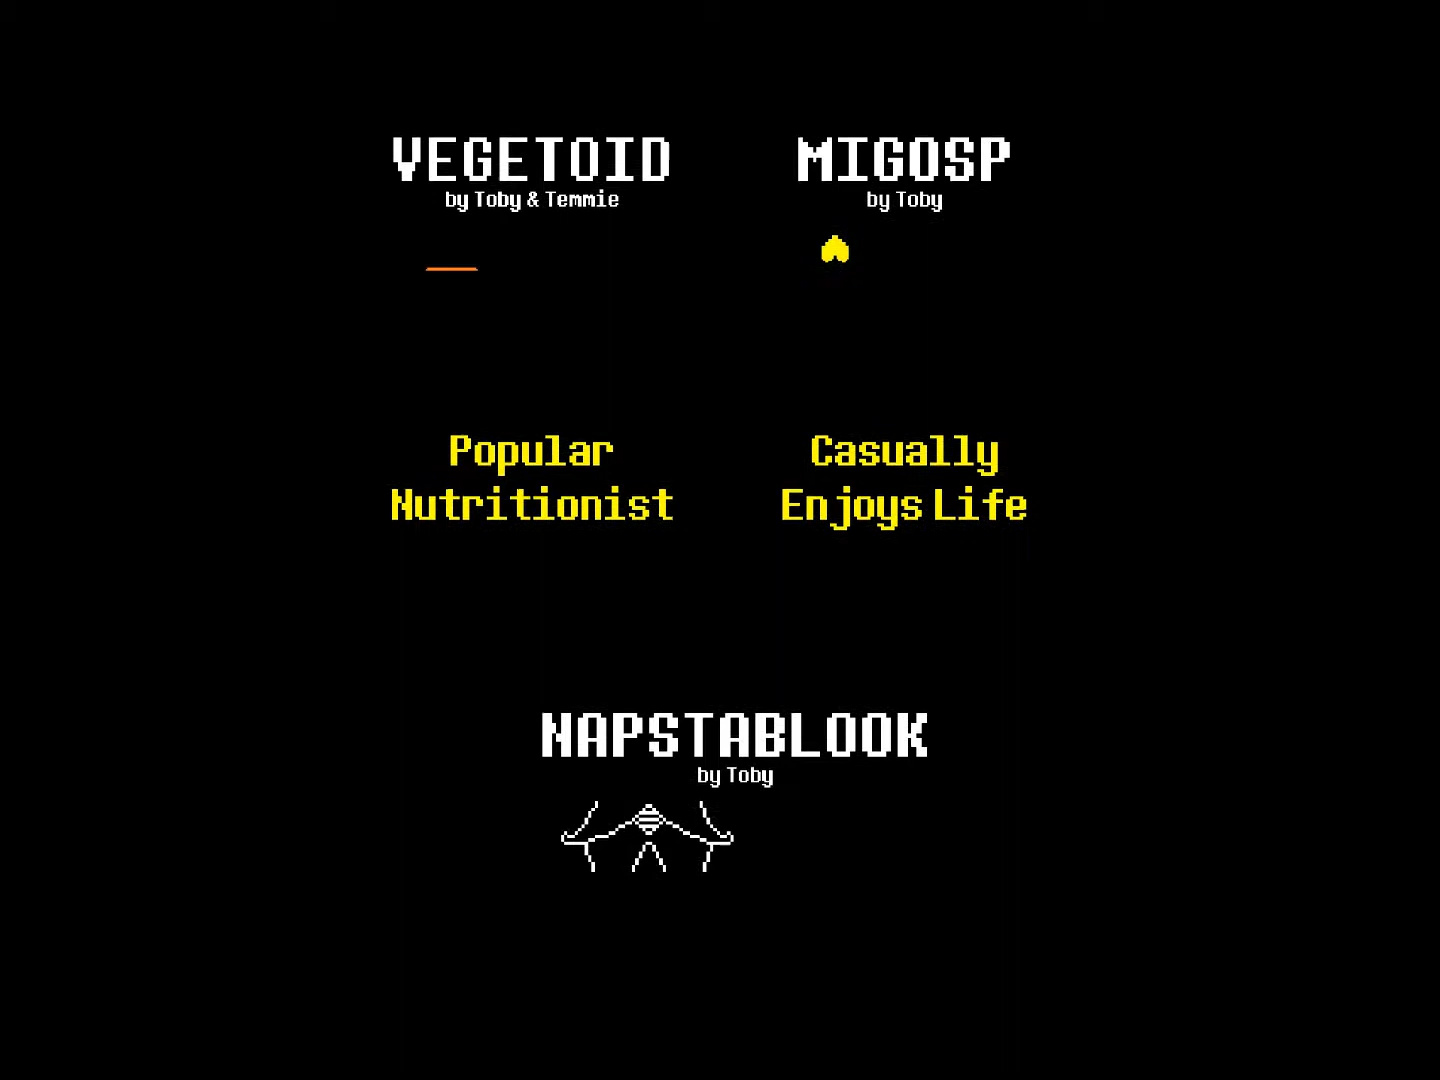 VEGETOID
by Toby & Temmie
Popular
Nutritionist
MIGOSP
by Toby
Casually
Enjoys Life
NAPSTABLOOK
by Toby